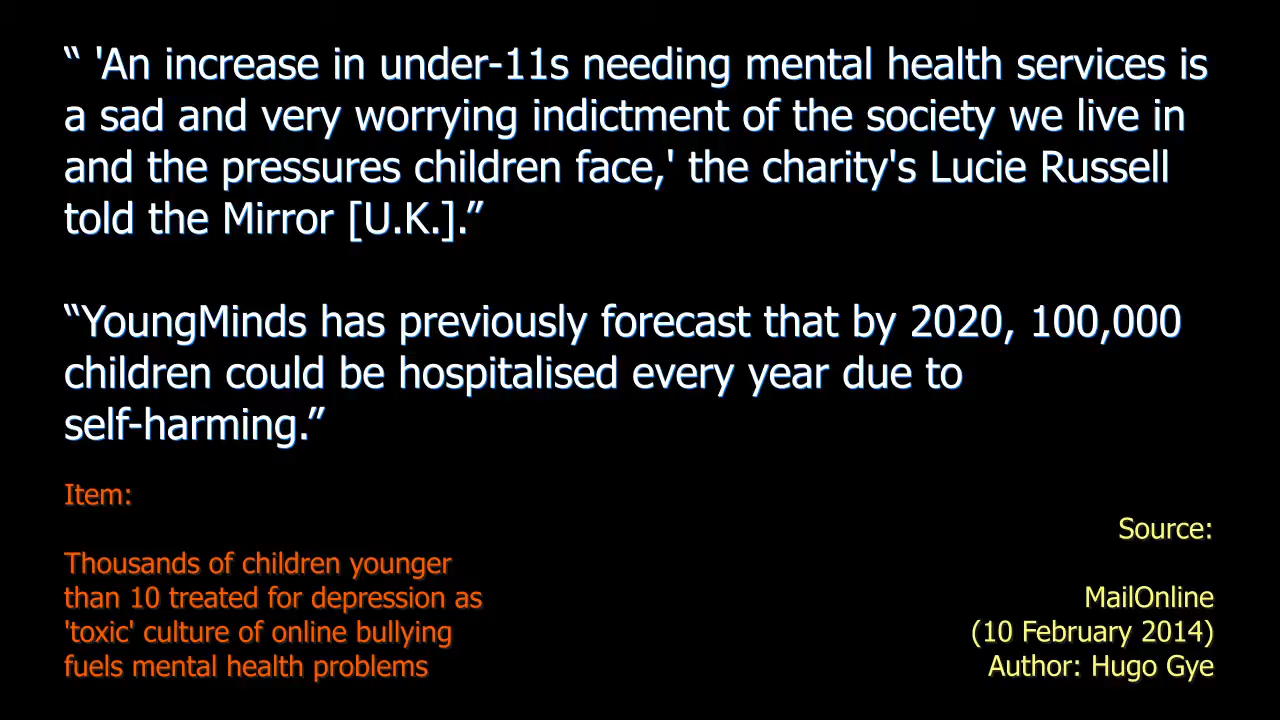 “ 'An increase in under-11s needing mental health services is
a sad and very worrying indictment of the society we live in
and the pressures children face,' the charity's Lucie Russell
told the Mirror [U.K.].”
“YoungMinds has previously forecast that by 2020, 100,000
children could be hospitalised every year due to
self-harming.”
Item:
Thousands of children younger
than 10 treated for depression as
'toxic' culture of online bullying
fuels mental health problems
Source:
MailOnline
(10 February 2014)
Author: Hugo Gye